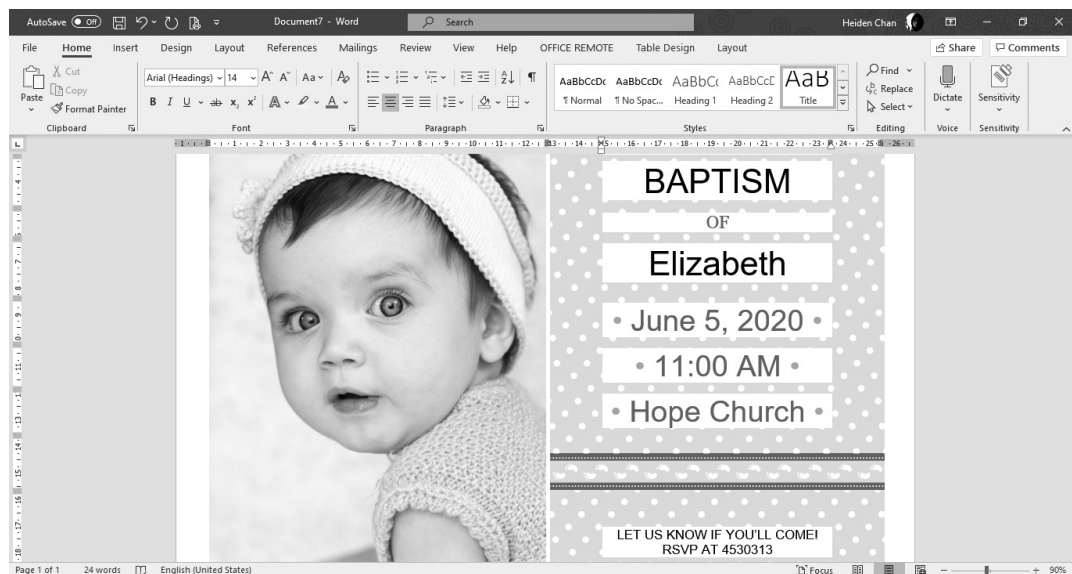 AutoSave Off Document7 - Word Search Heiden Chan
File Home Insert Design Layout References Mailings Review View Help OFFICE REMOTE Table Design Layout Share Comments
Paste
Cut
Copy
Format Painter
Clipboard
Arial (Headings) 14
Font
Paragraph
AaBbCcDc AaBbCcDc AaBbCc AaBbCcE AaB
¶ Normal ¶ No Spac... Heading 1 Heading 2 Title
Styles
Find
Replace
Select
Editing
Dictate
Voice
Sensitivity
Sensitivity
BAPTISM
OF
Elizabeth
• June 5, 2020 •
• 11:00 AM •
• Hope Church •
LET US KNOW IF YOU'LL COME!
RSVP AT 4530313
Page 1 of 1 24 words English (United States) Focus 90%